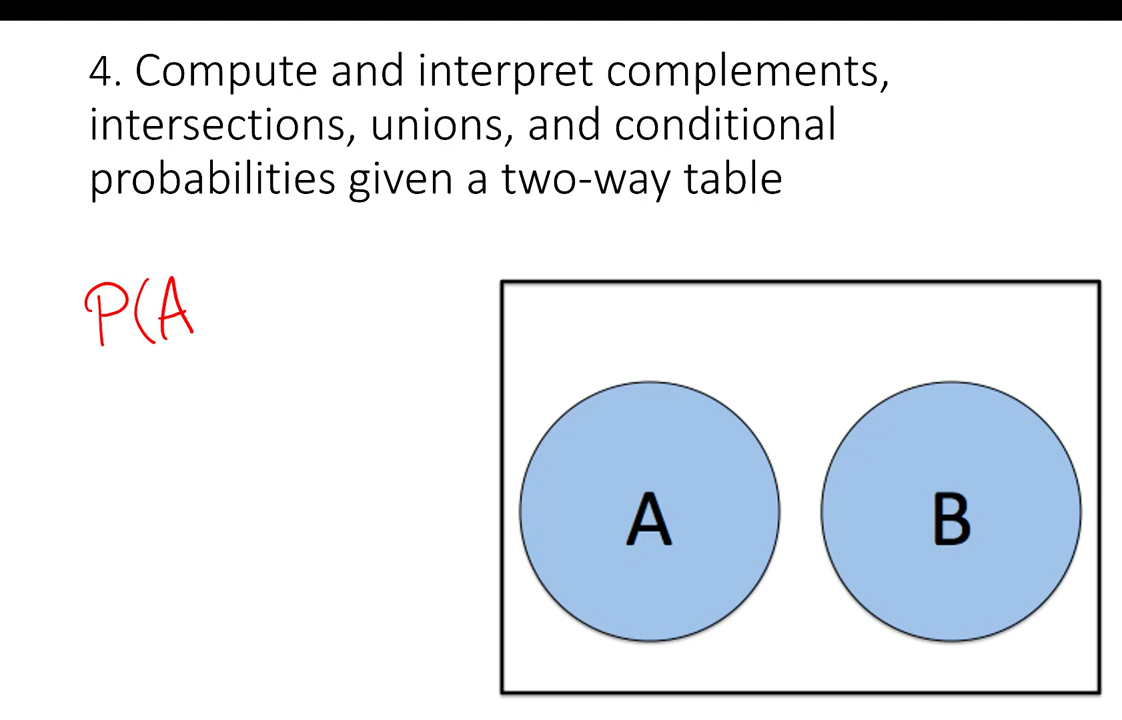 4. Compute and interpret complements,
intersections, unions, and conditional
probabilities given a two-way table
P(A
A
B